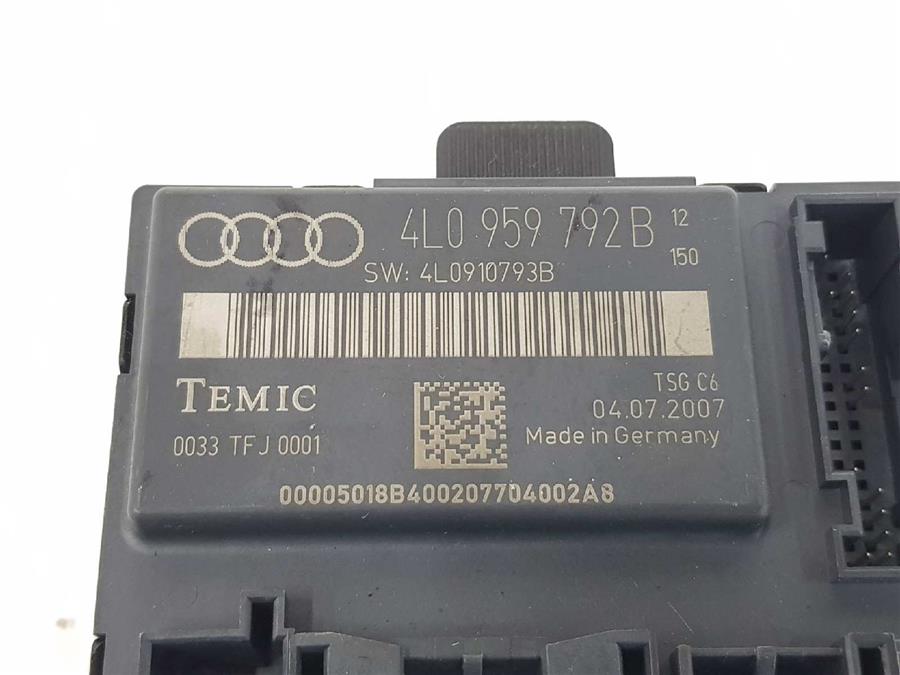 4L0 959 792B 12
150
SW: 4L0910793B
TEMIC
TSG C6
04.07.2007
0033 TFJ 0001
Made in Germany
00005018B400207704002A8